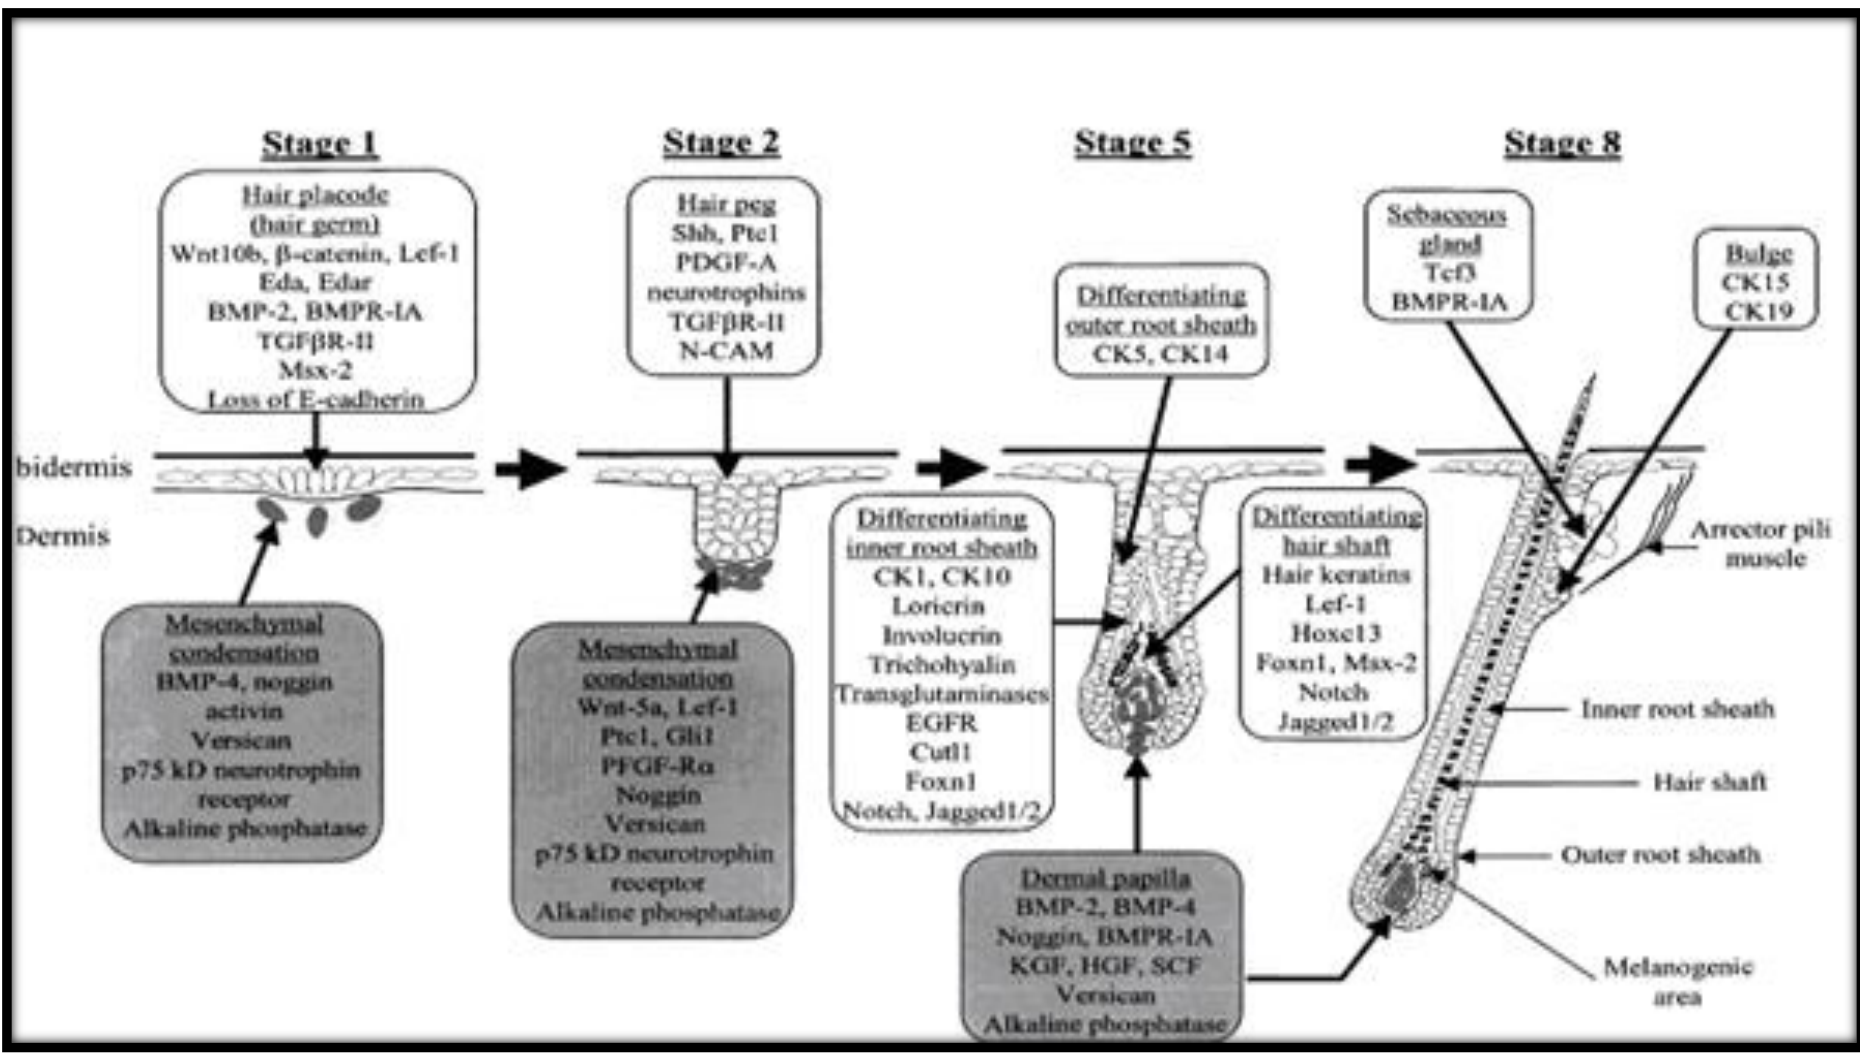 Stage 1
Hair placode
(hair germ)
Wnt10b, β-catenin, Lef-1
Eda, Edar
BMP-2, BMPR-IA
TGFβR-II
Msx-2
Loss of E-cadherin
bidermis
Dermis
Mesenchymal
condensation
BMP-4, noggin
activin
Versican
p75 kD neurotrophin
receptor
Alkaline phosphatase
Stage 2
Hair peg
Shh, Ptc1
PDGF-A
neurotrophins
TGFβR-II
N-CAM
Mesenchymal
condensation
Wnt-5a, Lef-1
Ptc1, Gli1
PFGF-Rα
Noggin
Versican
p75 kD neurotrophin
receptor
Alkaline phosphatase
Stage 5
Differentiating
outer root sheath
CK5, CK14
Differentiating
inner root sheath
CK1, CK10
Loricrin
Involucrin
Trichohyalin
Transglutaminases
EGFR
Cutl1
Foxn1
Notch, Jagged1/2
Differentiating
hair shaft
Hair keratins
Lef-1
Hoxc13
Foxn1, Msx-2
Notch
Jagged1/2
Dermal papilla
BMP-2, BMP-4
Noggin, BMPR-IA
KGF, HGF, SCF
Versican
Alkaline phosphatase
Stage 8
Sebaceous
gland
Tcf3
BMPR-IA
Bulge
CK15
CK19
Arrector pili
muscle
Inner root sheath
Hair shaft
Outer root sheath
Melanogenic
area